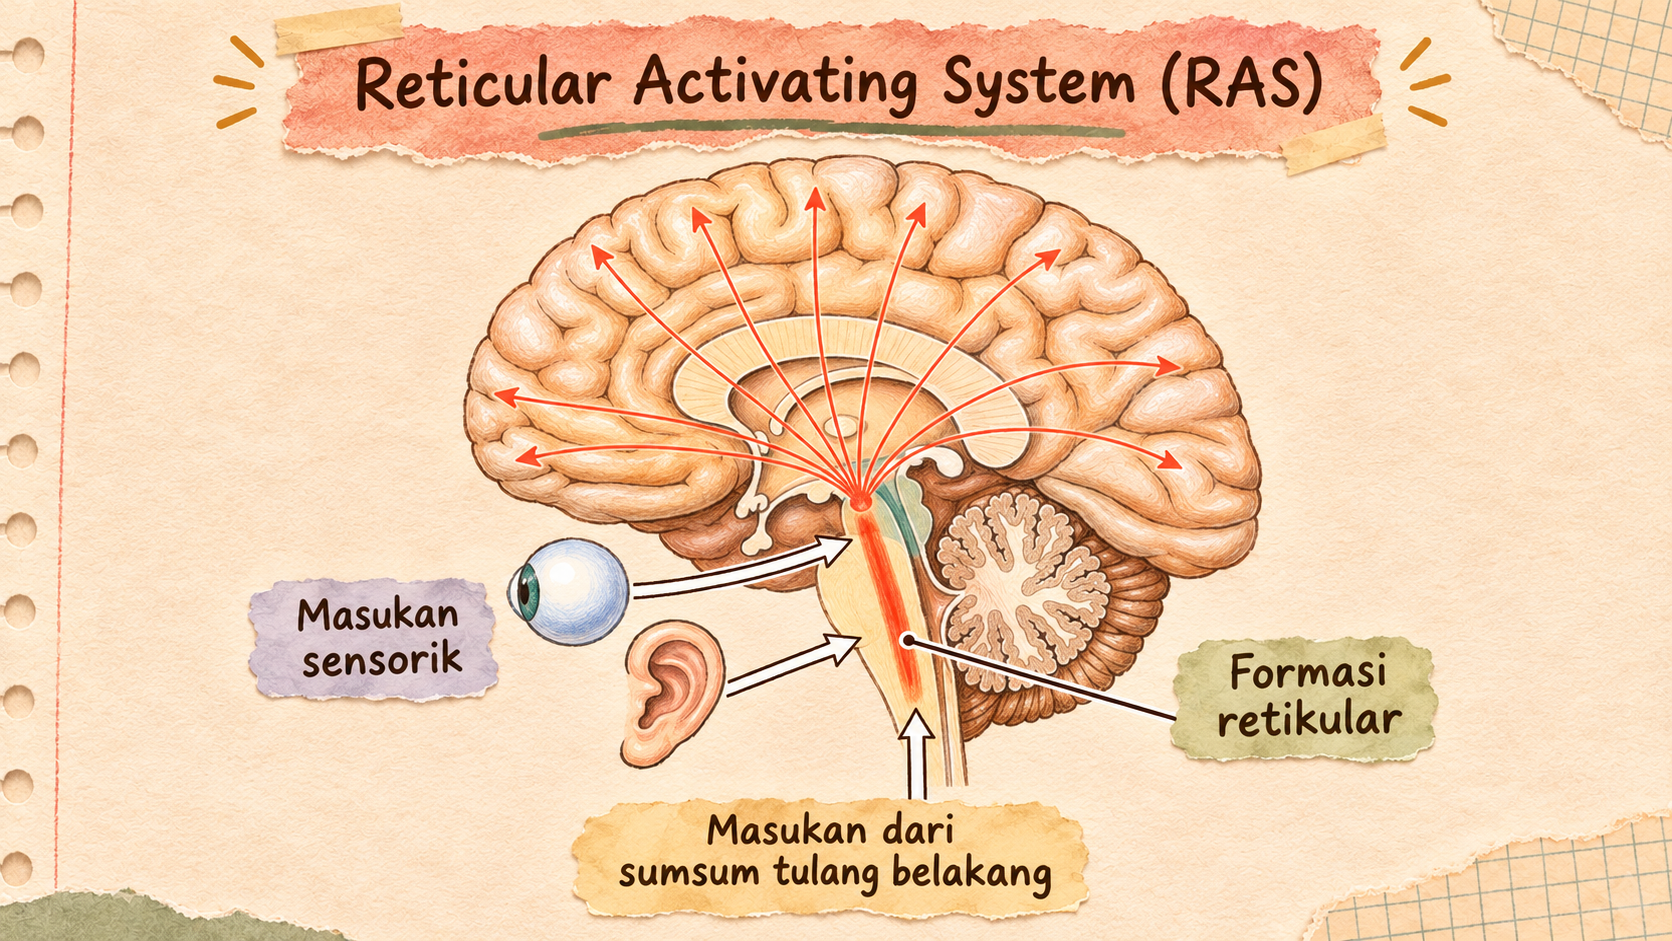 Reticular Activating System (RAS)
Masukan
sensorik
Formasi
retikular
Masukan dari
sumsum tulang belakang